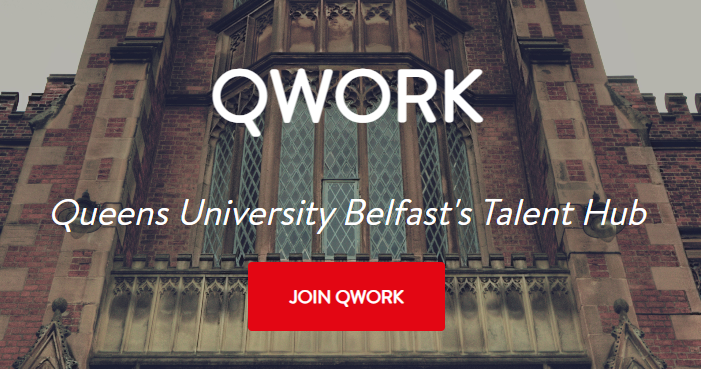 QWORK
Queens University Belfast's Talent Hub
JOIN QWORK